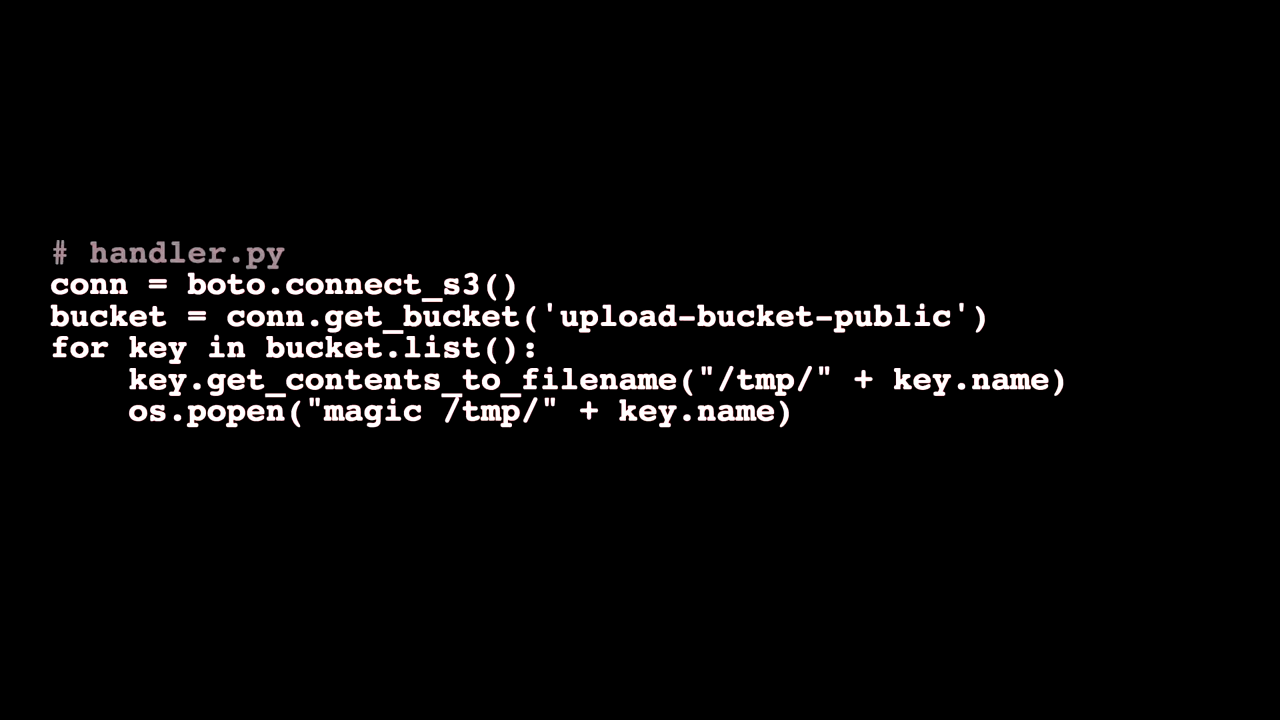 # handler.py
conn = boto.connect_s3()
bucket = conn.get_bucket('upload-bucket-public')
for key in bucket.list():
    key.get_contents_to_filename("/tmp/" + key.name)
    os.popen("magic /tmp/" + key.name)